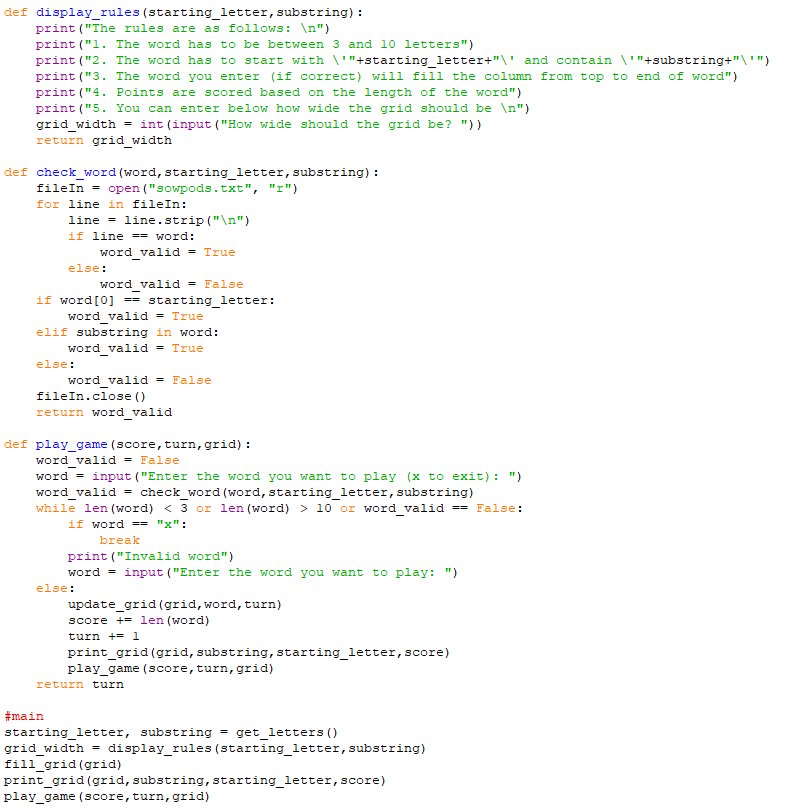 def display_rules(starting_letter,substring):
    print("The rules are as follows: \n")
    print("1. The word has to be between 3 and 10 letters")
    print("2. The word has to start with \'"+starting_letter+"\' and contain \'"+substring+"\'")
    print("3. The word you enter (if correct) will fill the column from top to end of word")
    print("4. Points are scored based on the length of the word")
    print("5. You can enter below how wide the grid should be \n")
    grid_width = int(input("How wide should the grid be? "))
    return grid_width

def check_word(word,starting_letter,substring):
    fileIn = open("sowpods.txt", "r")
    for line in fileIn:
        line = line.strip("\n")
        if line == word:
            word_valid = True
        else:
            word_valid = False
    if word[0] == starting_letter:
        word_valid = True
    elif substring in word:
        word_valid = True
    else:
        word_valid = False
    fileIn.close()
    return word_valid

def play_game(score,turn,grid):
    word_valid = False
    word = input("Enter the word you want to play (x to exit): ")
    word_valid = check_word(word,starting_letter,substring)
    while len(word) < 3 or len(word) > 10 or word_valid == False:
        if word == "x":
            break
        print("Invalid word")
        word = input("Enter the word you want to play: ")
    else:
        update_grid(grid,word,turn)
        score += len(word)
        turn += 1
        print_grid(grid,substring,starting_letter,score)
        play_game(score,turn,grid)
    return turn

#main
starting_letter, substring = get_letters()
grid_width = display_rules(starting_letter,substring)
fill_grid(grid)
print_grid(grid,substring,starting_letter,score)
play_game(score,turn,grid)